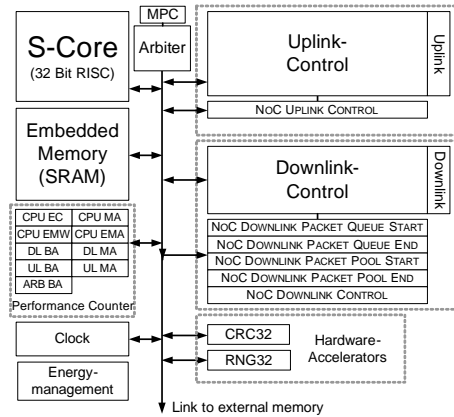 MPC
S-Core
(32 Bit RISC)
Arbiter
Uplink-
Control
Uplink
NOC UPLINK CONTROL
Embedded
Memory
(SRAM)
Downlink-
Control
Downlink
CPU EC
CPU MA
CPU EMW
CPU EMA
DL BA
DL MA
UL BA
UL MA
ARB BA
Performance Counter
NOC DOWNLINK PACKET QUEUE START
NOC DOWNLINK PACKET QUEUE END
NOC DOWNLINK PACKET POOL START
NOC DOWNLINK PACKET POOL END
NOC DOWNLINK CONTROL
Clock
CRC32
RNG32
Hardware-
Accelerators
Energy-
management
Link to external memory